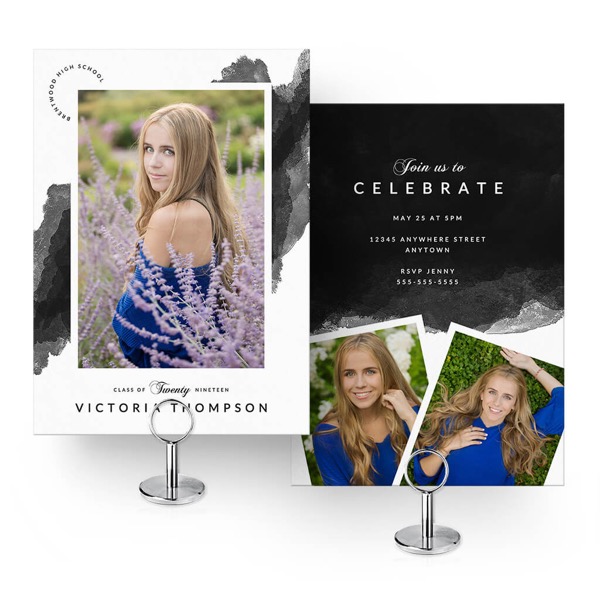 BRENTWOOD HIGH SCHOOL
CLASS OF Twenty NINETEEN
VICTORIA THOMPSON
Join us to
CELEBRATE
MAY 25 AT 5PM
12345 ANYWHERE STREET
ANYTOWN
RSVP JENNY
555-555-5555